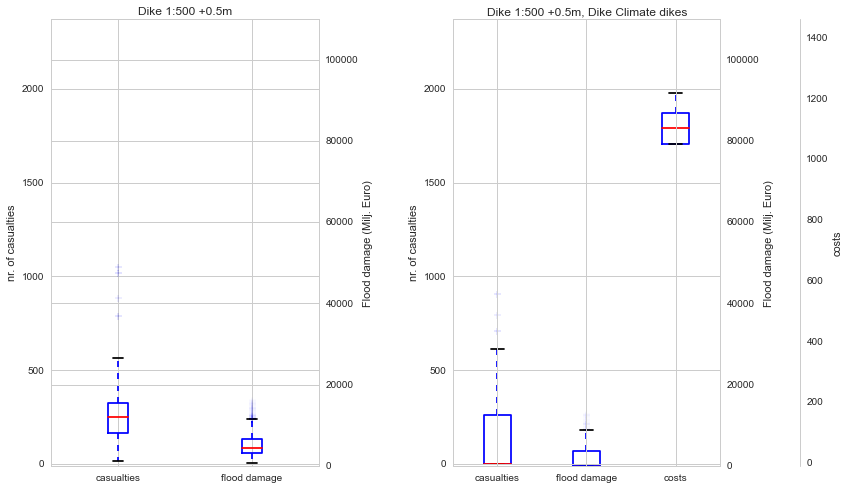 Dike 1:500 +0.5m
2000
1500
1000
500
0
nr. of casualties
100000
80000
60000
40000
20000
0
Flood damage (Milj. Euro)
casualties
flood damage
Dike 1:500 +0.5m, Dike Climate dikes
2000
1500
1000
500
0
nr. of casualties
100000
80000
60000
40000
20000
0
Flood damage (Milj. Euro)
1400
1200
1000
800
600
400
200
0
costs
casualties
flood damage
costs